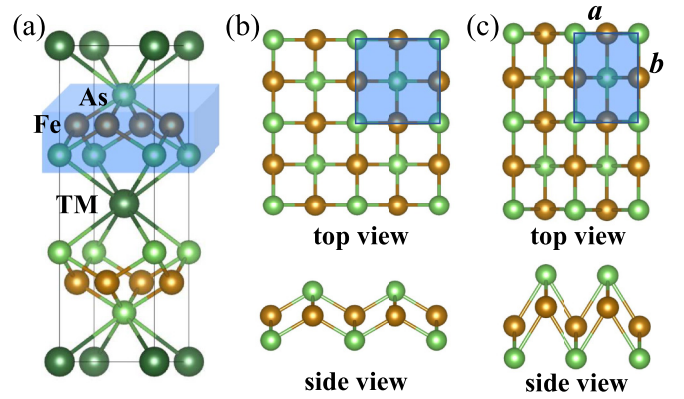 (a)
As
Fe
TM
(b)
top view
side view
(c)
a
b
top view
side view